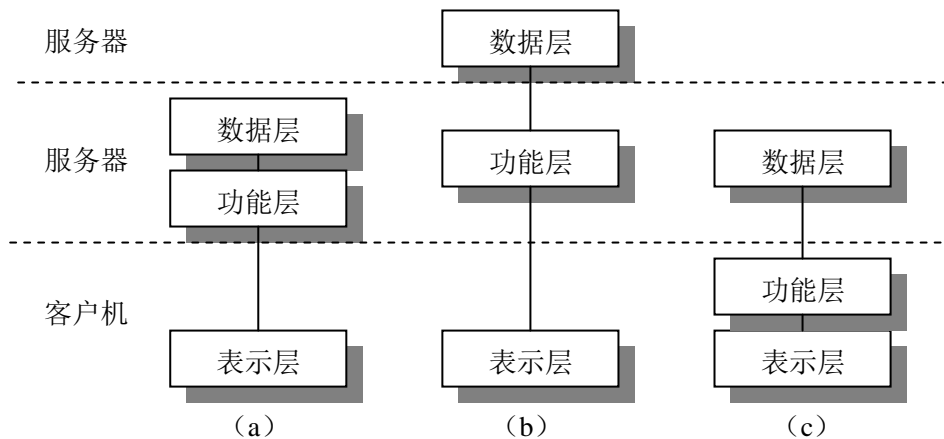 服务器
数据层
服务器
数据层
功能层
数据层
功能层
客户机
功能层
表示层
表示层
表示层
（a）
（b）
（c）